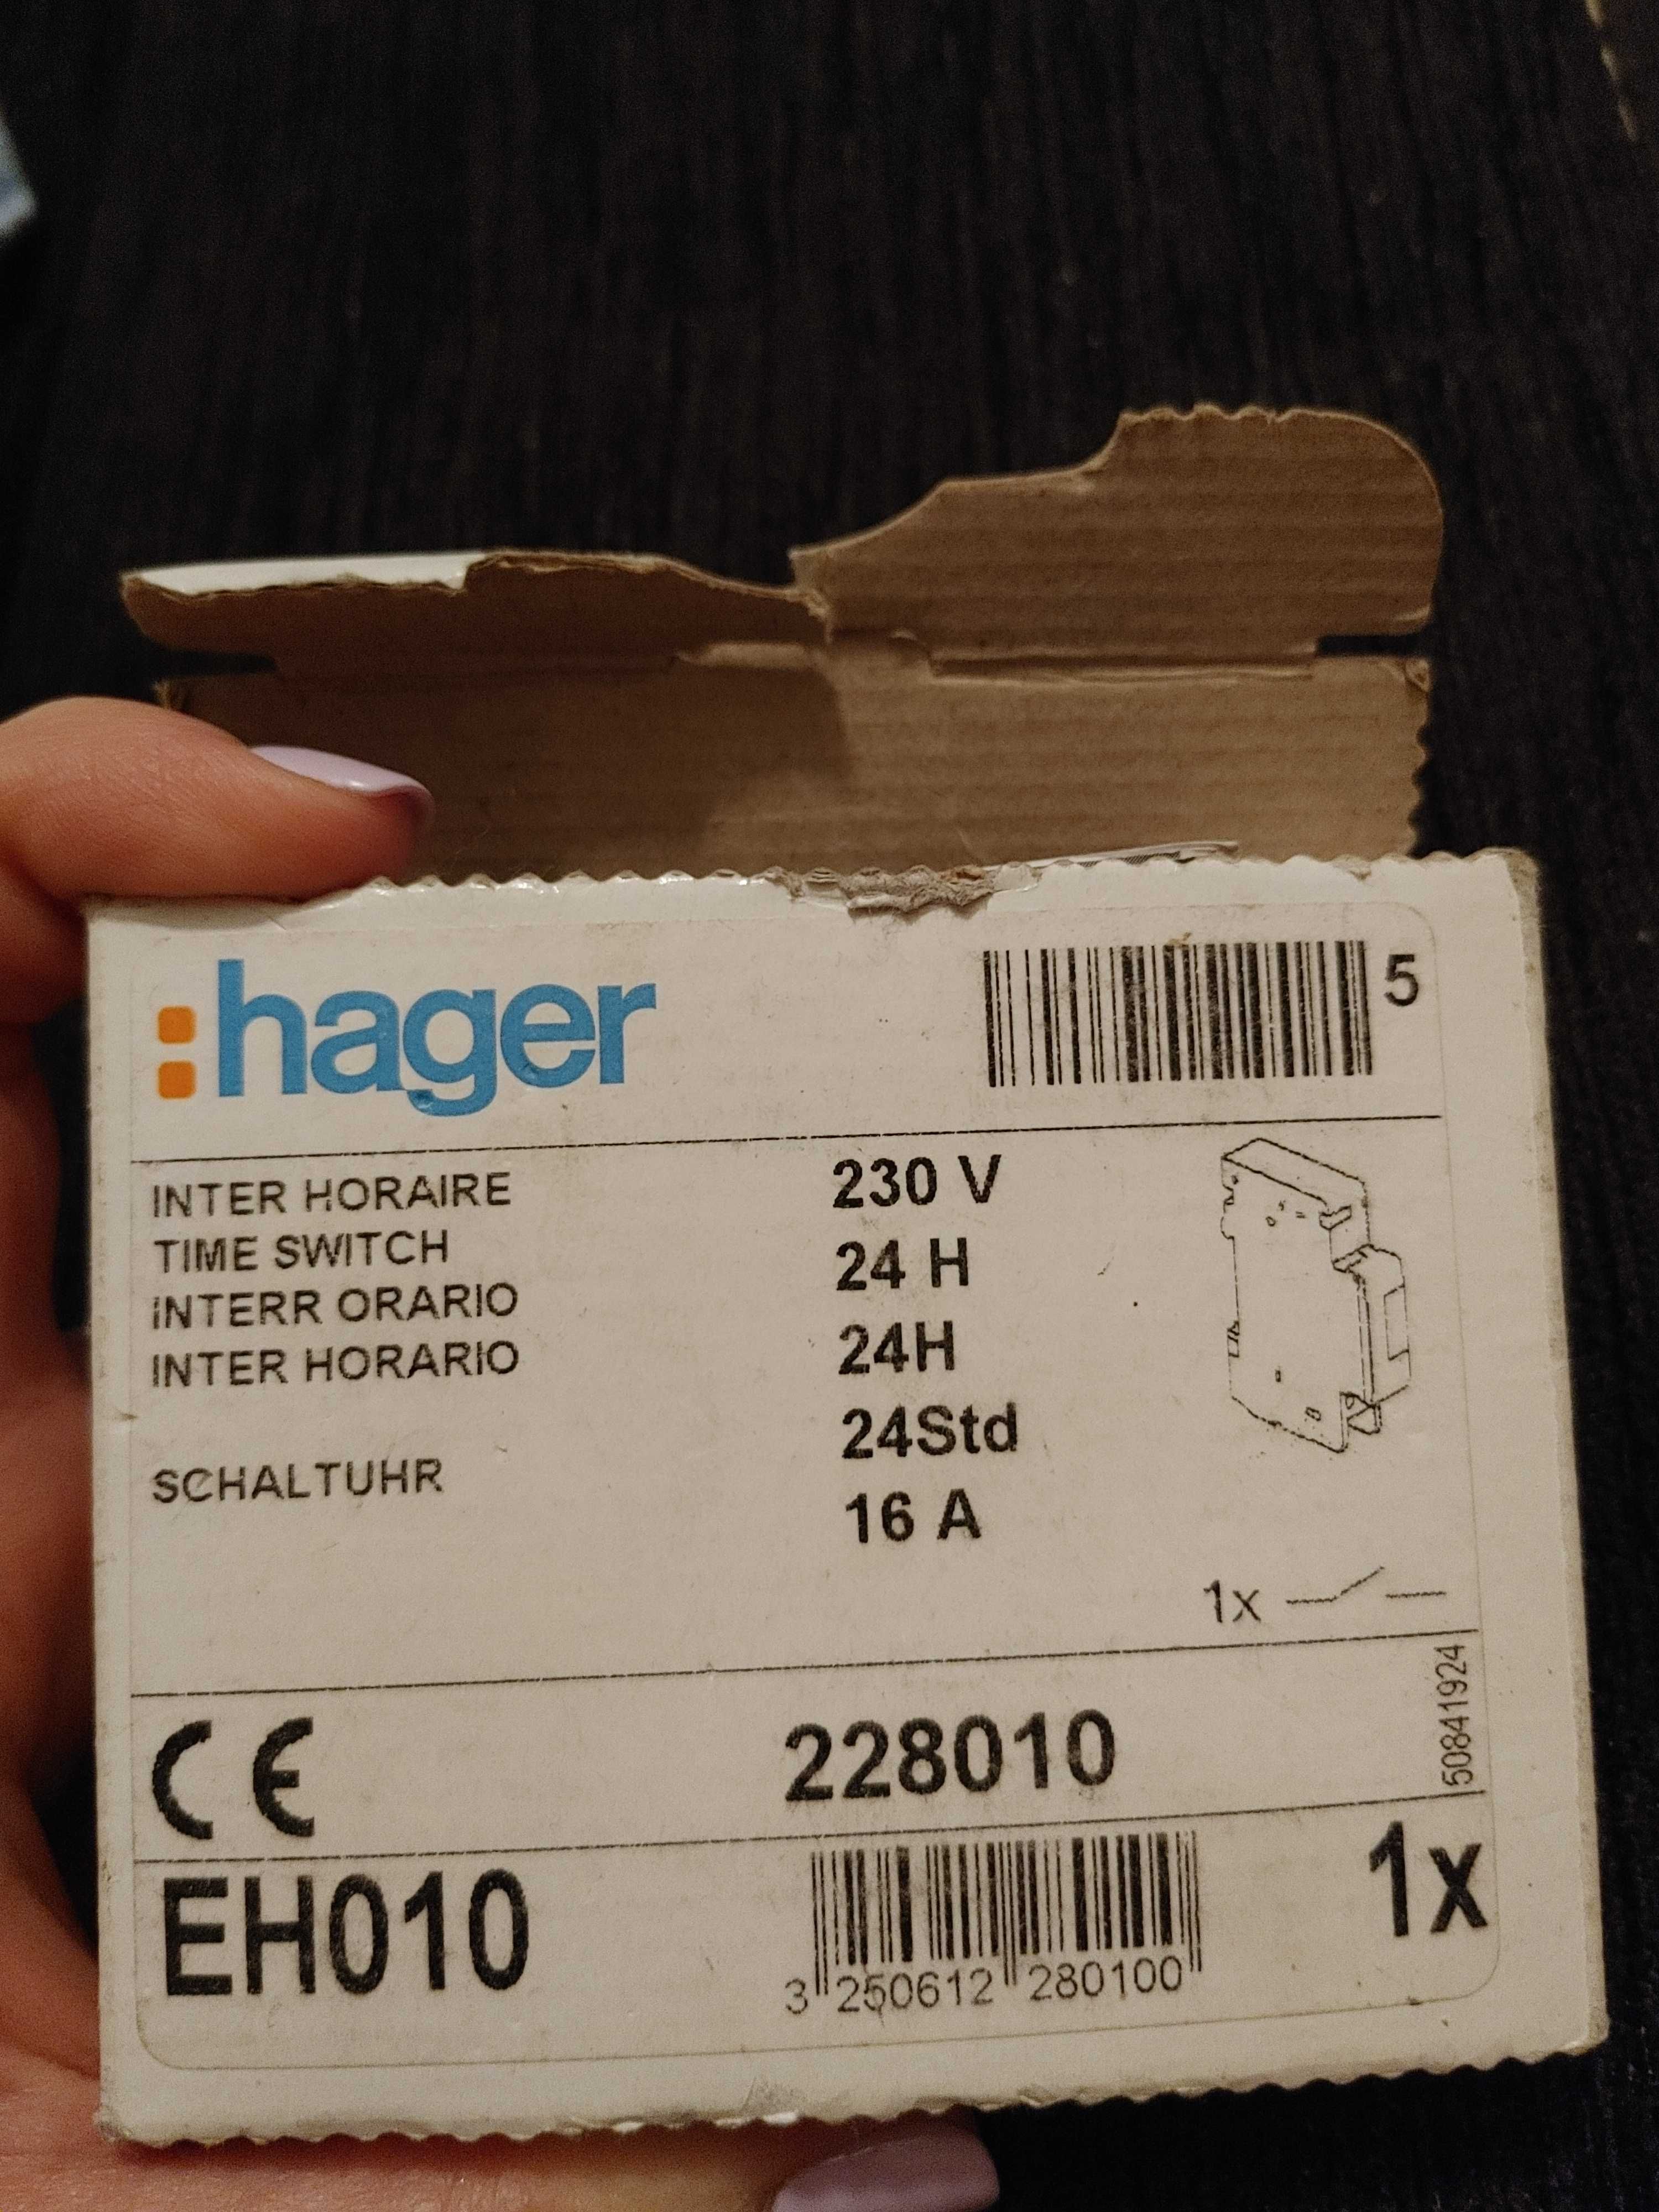 :hager
5
INTER HORAIRE
TIME SWITCH
INTERR ORARIO
INTER HORARIO
SCHALTUHR
230 V
24 H
24H
24Std
16 A
1x
CE
228010
50841924
EH010
3 250612 280100
1x